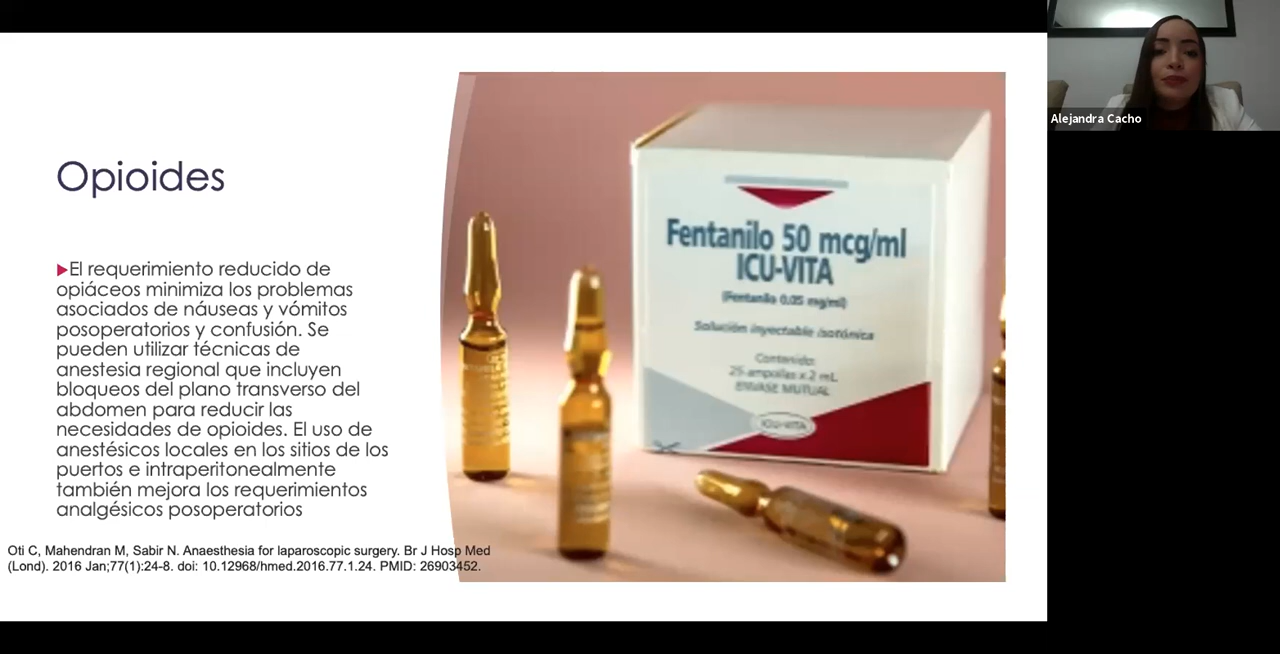 Opioides
▶El requerimiento reducido de
opiáceos minimiza los problemas
asociados de náuseas y vómitos
posoperatorios y confusión. Se
pueden utilizar técnicas de
anestesia regional que incluyen
bloqueos del plano transverso del
abdomen para reducir las
necesidades de opioides. El uso de
anestésicos locales en los sitios de los
puertos e intraperitonealmente
también mejora los requerimientos
analgésicos posoperatorios
Oti C, Mahendran M, Sabir N. Anaesthesia for laparoscopic surgery. Br J Hosp Med
(Lond). 2016 Jan;77(1):24-8. doi: 10.12968/hmed.2016.77.1.24. PMID: 26903452.
Fentanilo 50 mcg/ml
ICU-VITA
(Fentanilo 0.05 mg/ml)
Solución inyectable isotónica
Contenido:
25 ampollas x 2 mL
ENVASE MUTUAL
ICU-VITA
Alejandra Cacho